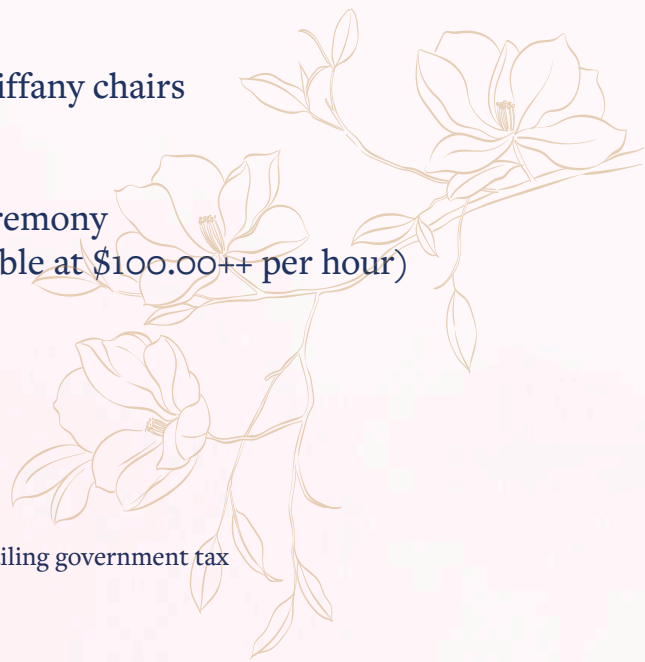 iffany chairs
remony
ble at $100.00++ per hour)
iling government tax